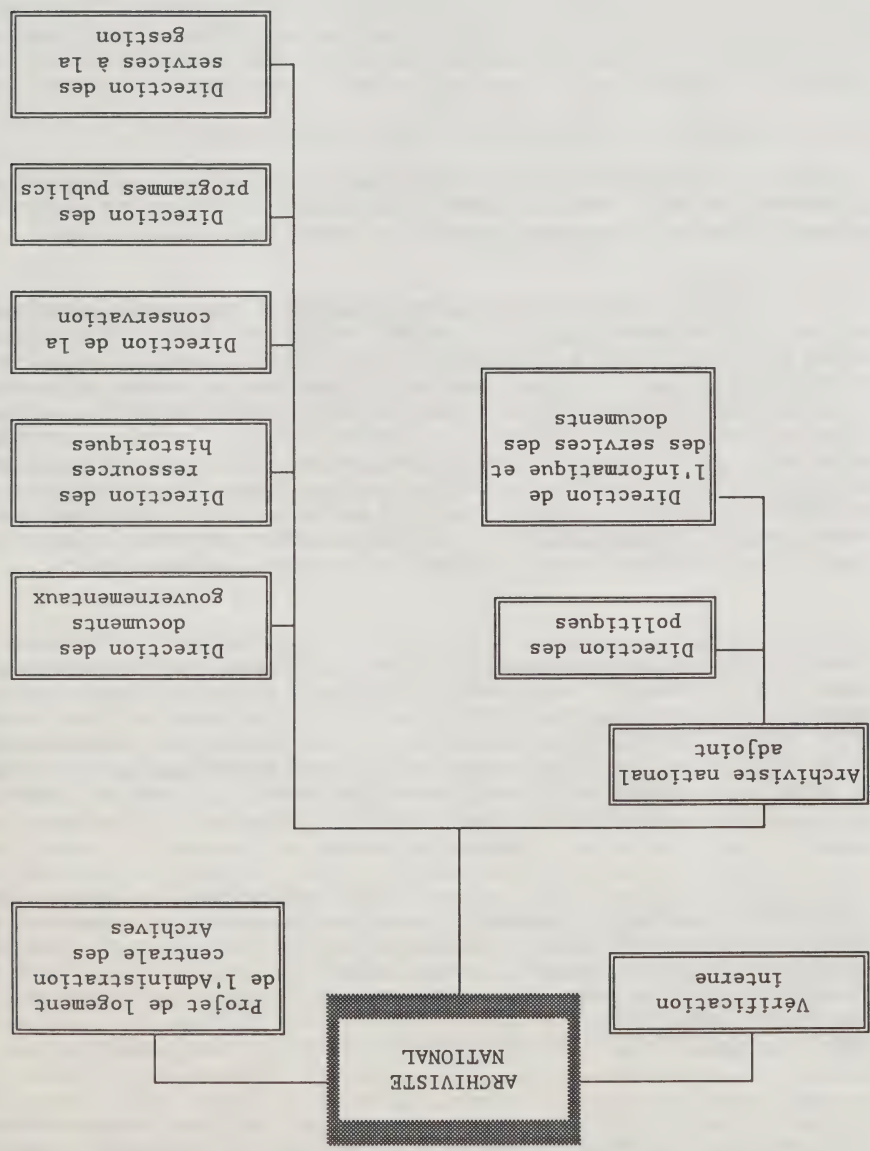 ARCHIVISTE
NATIONAL
Vérification
interne
Projet de logement
de l'Administration
centrale des
Archives
Archiviste national
adjoint
Direction des
politiques
Direction de
l'informatique et
des services des
documents
Direction des
documents
gouvernementaux
Direction des
ressources
historiques
Direction de la
conservation
Direction des
programmes publics
Direction des
services à la
gestion